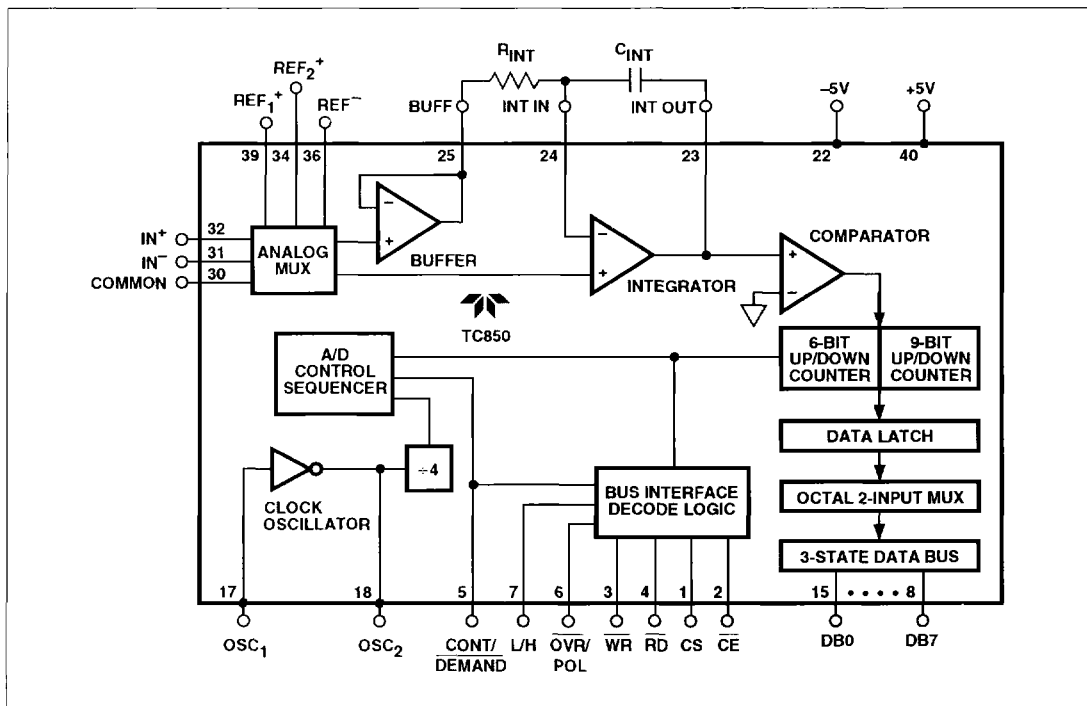 REF₂⁺
REF₁⁺
REF⁻
R_INT
C_INT
BUFF
INT IN
INT OUT
–5V
+5V
39
34
36
25
24
23
22
40
IN⁺
32
IN⁻
31
COMMON
30
ANALOG
MUX
–
+
BUFFER
–
+
INTEGRATOR
COMPARATOR
+
–
TC850
A/D
CONTROL
SEQUENCER
6-BIT
UP/DOWN
COUNTER
9-BIT
UP/DOWN
COUNTER
DATA LATCH
OCTAL 2-INPUT MUX
3-STATE DATA BUS
÷4
CLOCK
OSCILLATOR
BUS INTERFACE
DECODE LOGIC
17
18
5
7
6
3
4
1
2
15 • • • • 8
OSC₁
OSC₂
CONT/
DEMAND
L/H
OVR/
POL
WR
RD
CS
CE
DB0
DB7